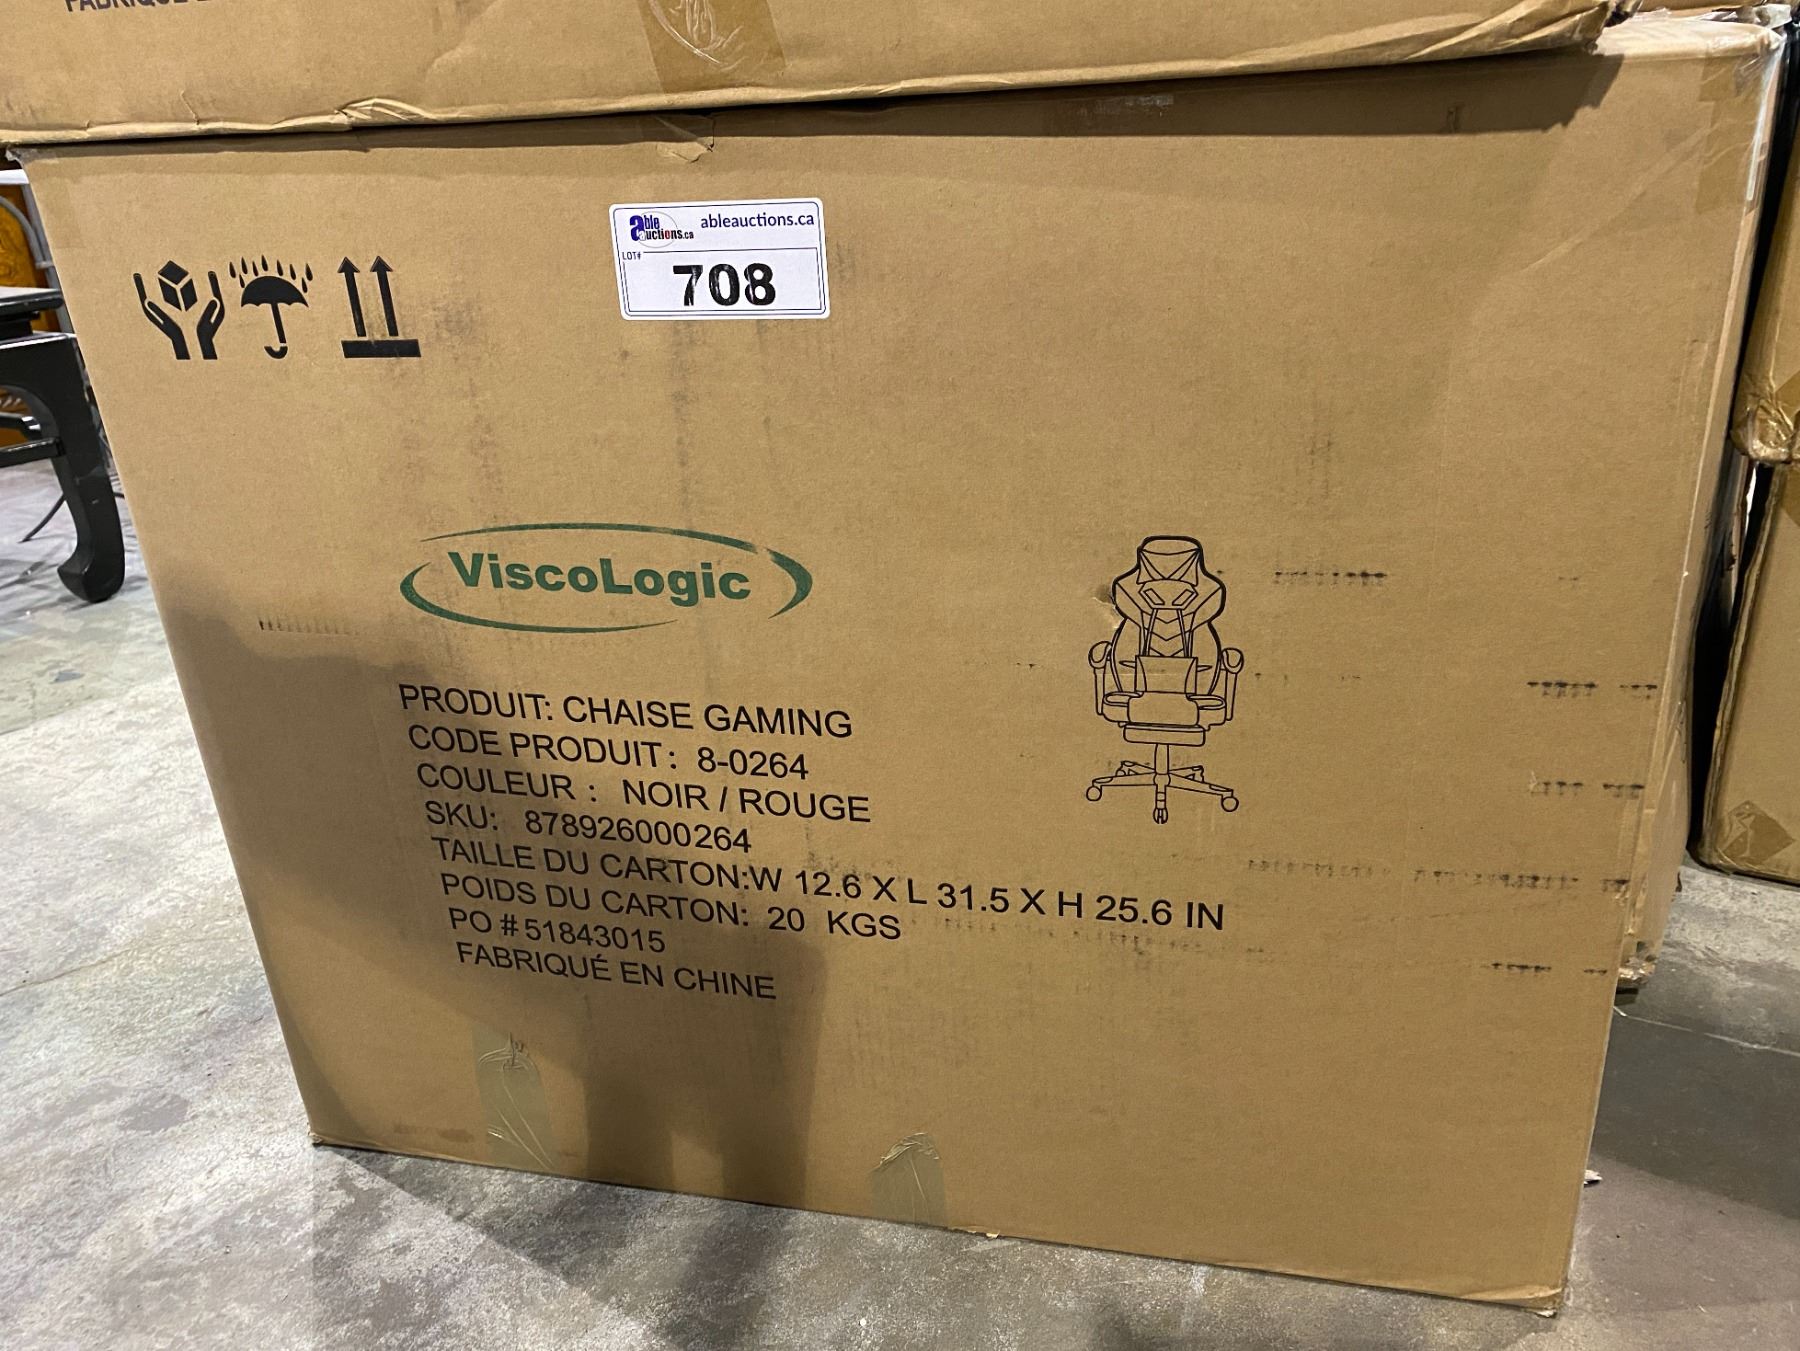 able
auctions.ca
ableauctions.ca
LOT#
708
ViscoLogic
PRODUIT: CHAISE GAMING
CODE PRODUIT: 8-0264
COULEUR : NOIR / ROUGE
SKU: 878926000264
TAILLE DU CARTON:W 12.6 X L 31.5 X H 25.6 IN
POIDS DU CARTON: 20 KGS
PO # 51843015
FABRIQUÉ EN CHINE